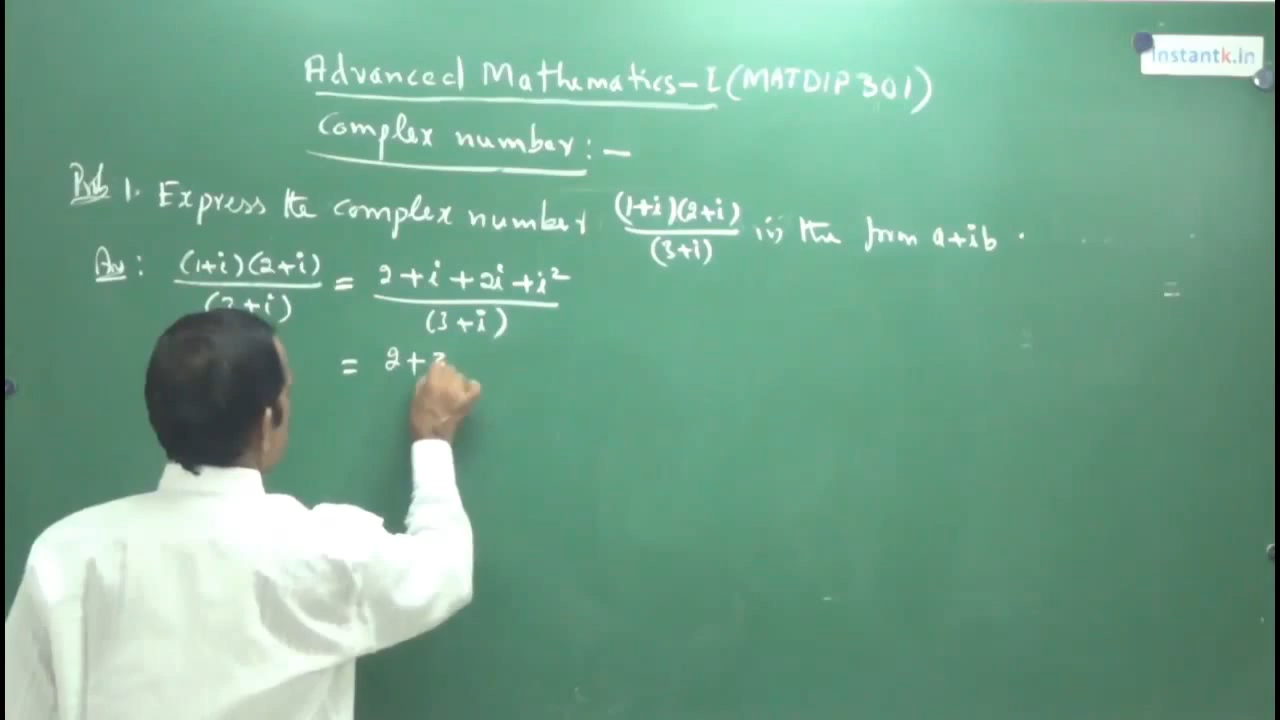 instantk.in
Advanced Mathematics-I (MATDIP301)
Complex number:-
Prob 1. Express the complex number (1+i)(2+i)/(3+i) in the form a+ib.
Ans: (1+i)(2+i)/(3+i) = 2+i+2i+i²/(3+i)
= 2+3